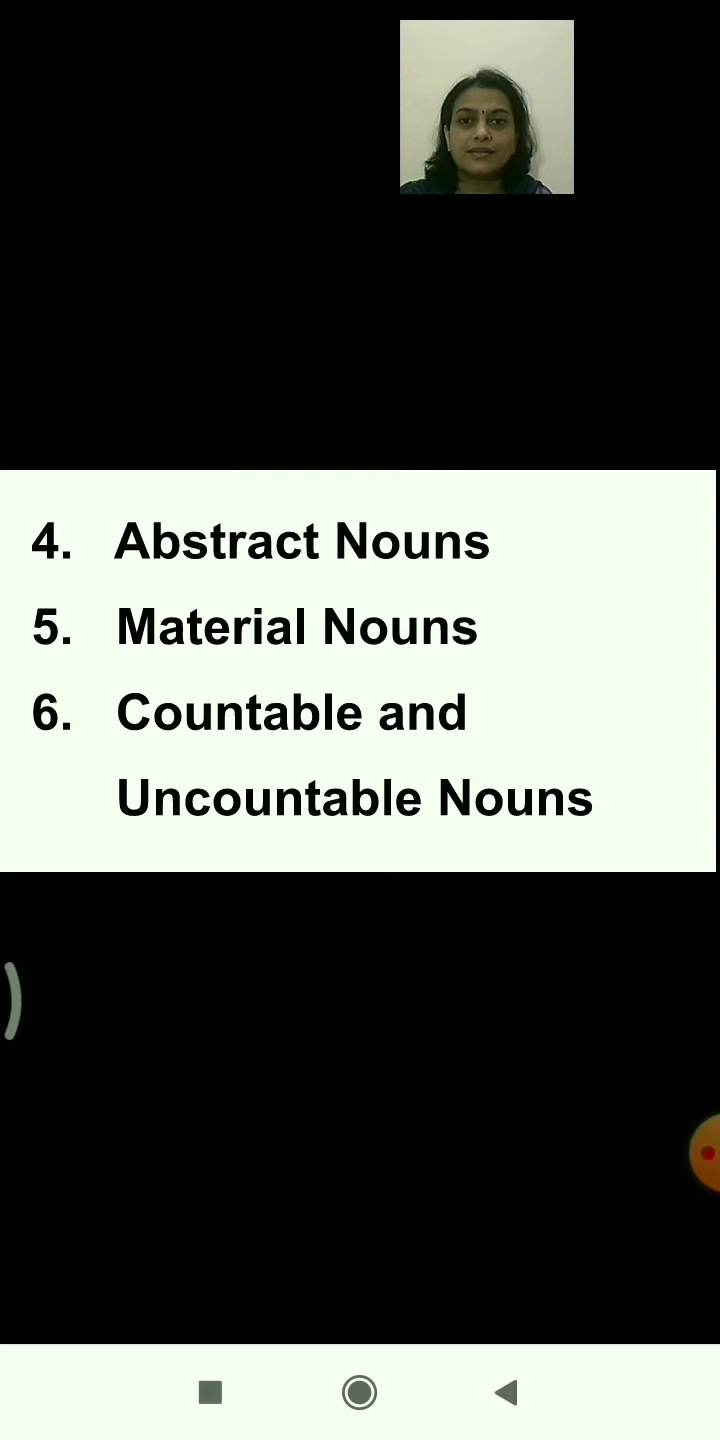 4. Abstract Nouns
5. Material Nouns
6. Countable and
Uncountable Nouns